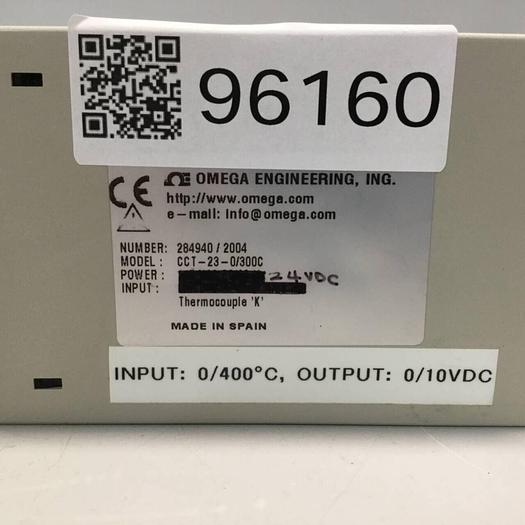 96160
CE OMEGA ENGINEERING, ING.
http://www.omega.com
e-mail: info@omega.com
NUMBER: 284940 / 2004
MODEL: CCT-23-0/300C
POWER: 24VDC
INPUT:
Thermocouple 'K'
MADE IN SPAIN
INPUT: 0/400°C, OUTPUT: 0/10VDC